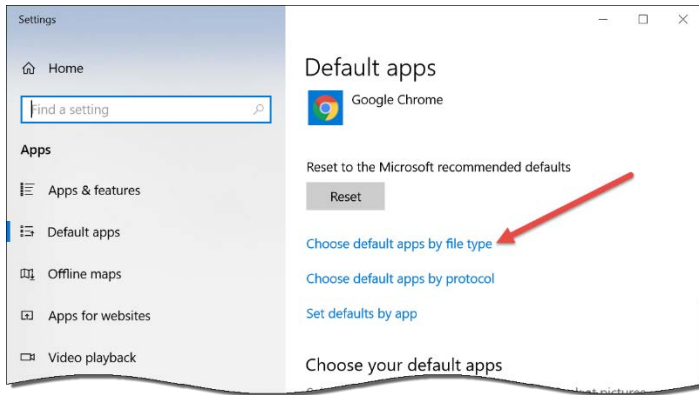 Settings
Home
Find a setting
Apps
Apps & features
Default apps
Offline maps
Apps for websites
Video playback
Default apps
Google Chrome
Reset to the Microsoft recommended defaults
Reset
Choose default apps by file type
Choose default apps by protocol
Set defaults by app
Choose your default apps
pictures